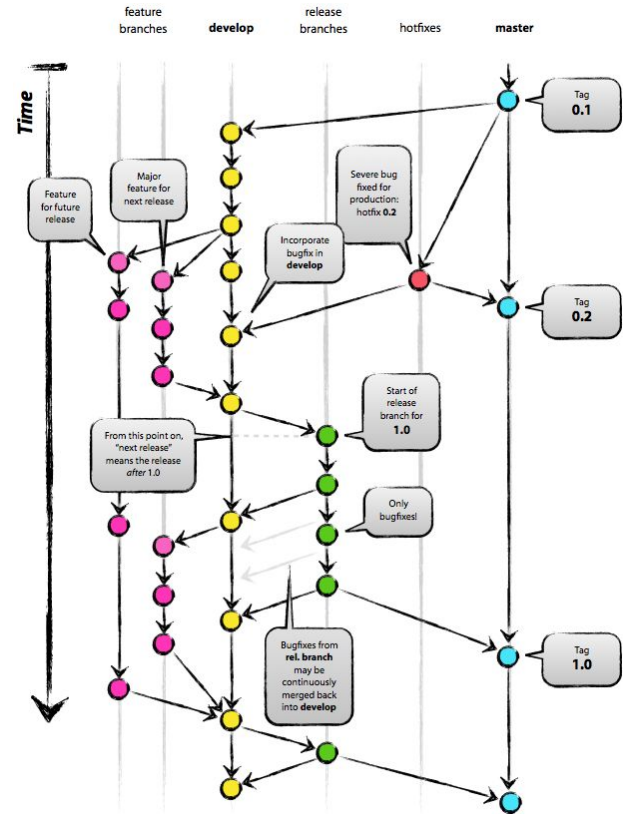 feature
branches
develop
release
branches
hotfixes
master
Time
Tag
0.1
Severe bug
fixed for
production:
hotfix 0.2
Major
feature for
next release
Feature
for future
release
Incorporate
bugfix in
develop
Tag
0.2
Start of
release
branch for
1.0
From this point on,
“next release”
means the release
after 1.0
Only
bugfixes!
Bugfixes from
rel. branch
may be
continuously
merged back
into develop
Tag
1.0